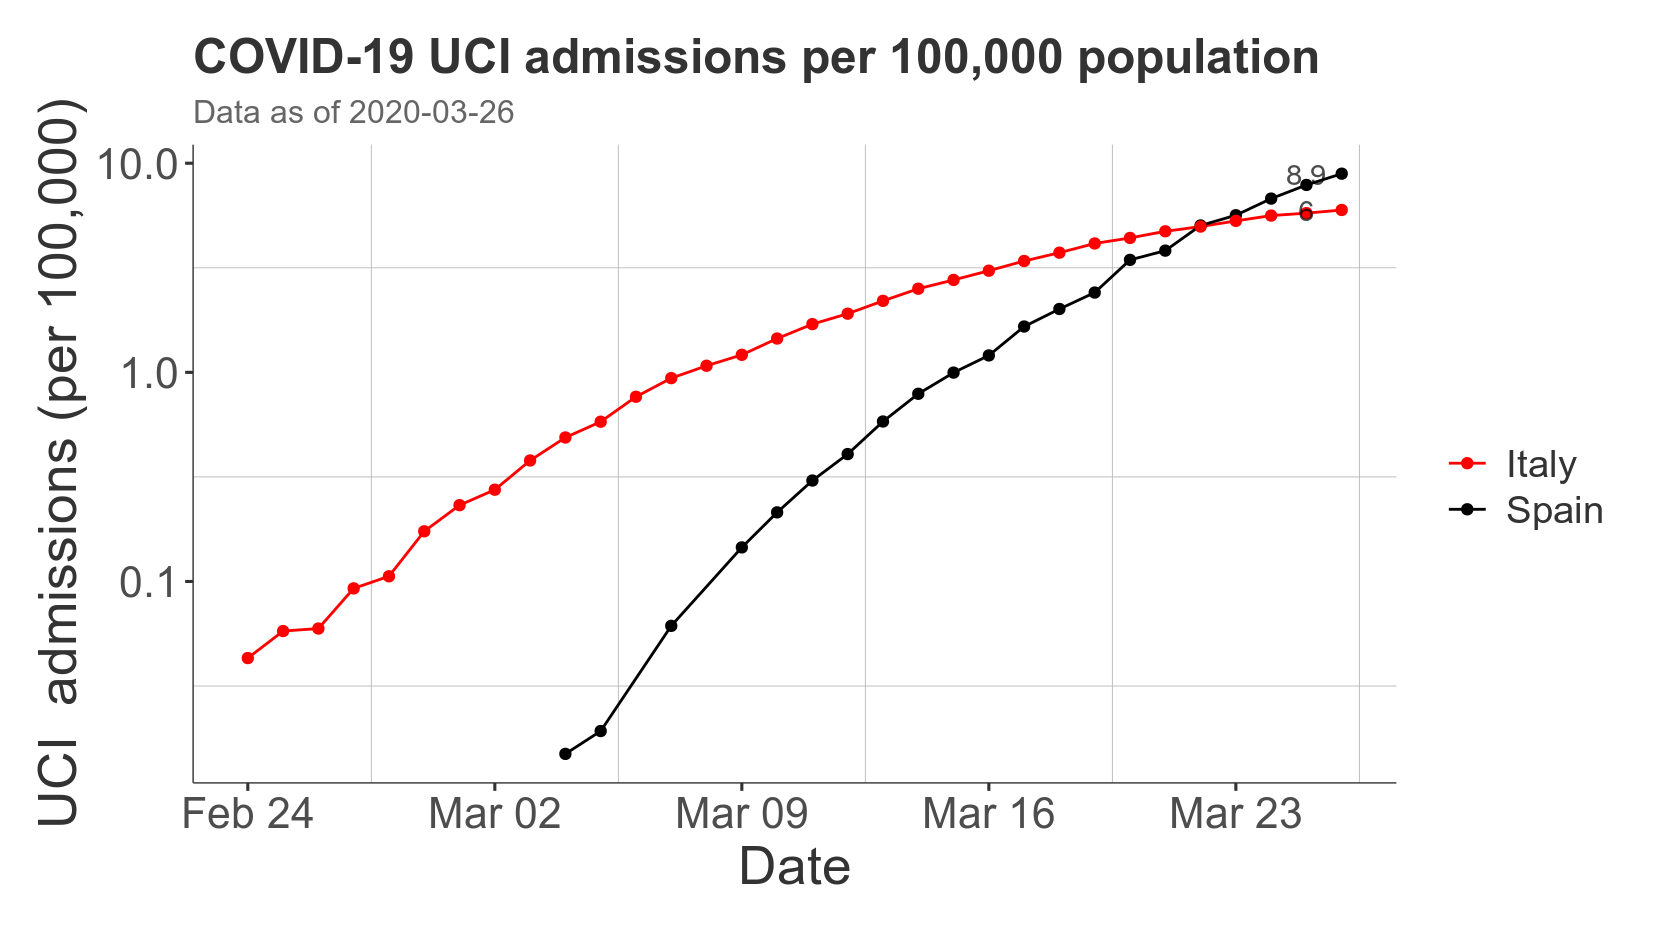 COVID-19 UCI admissions per 100,000 population
Data as of 2020-03-26
UCI  admissions (per 100,000)
10.0
1.0
0.1
8.9
6
Feb 24
Mar 02
Mar 09
Mar 16
Mar 23
Date
Italy
Spain